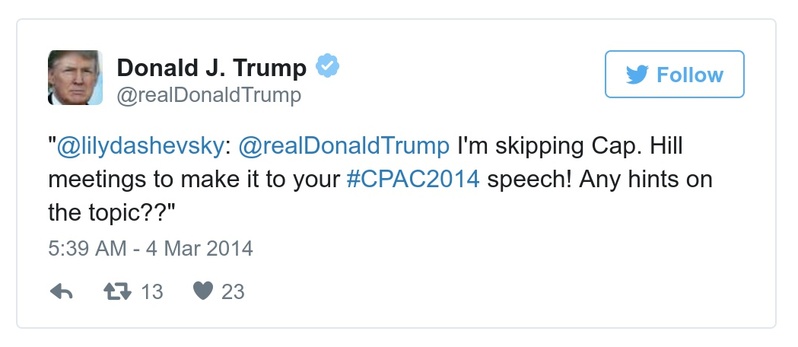 Donald J. Trump
@realDonaldTrump
Follow
"@lilydashevsky: @realDonaldTrump I'm skipping Cap. Hill
meetings to make it to your #CPAC2014 speech! Any hints on
the topic??"
5:39 AM - 4 Mar 2014
13 23